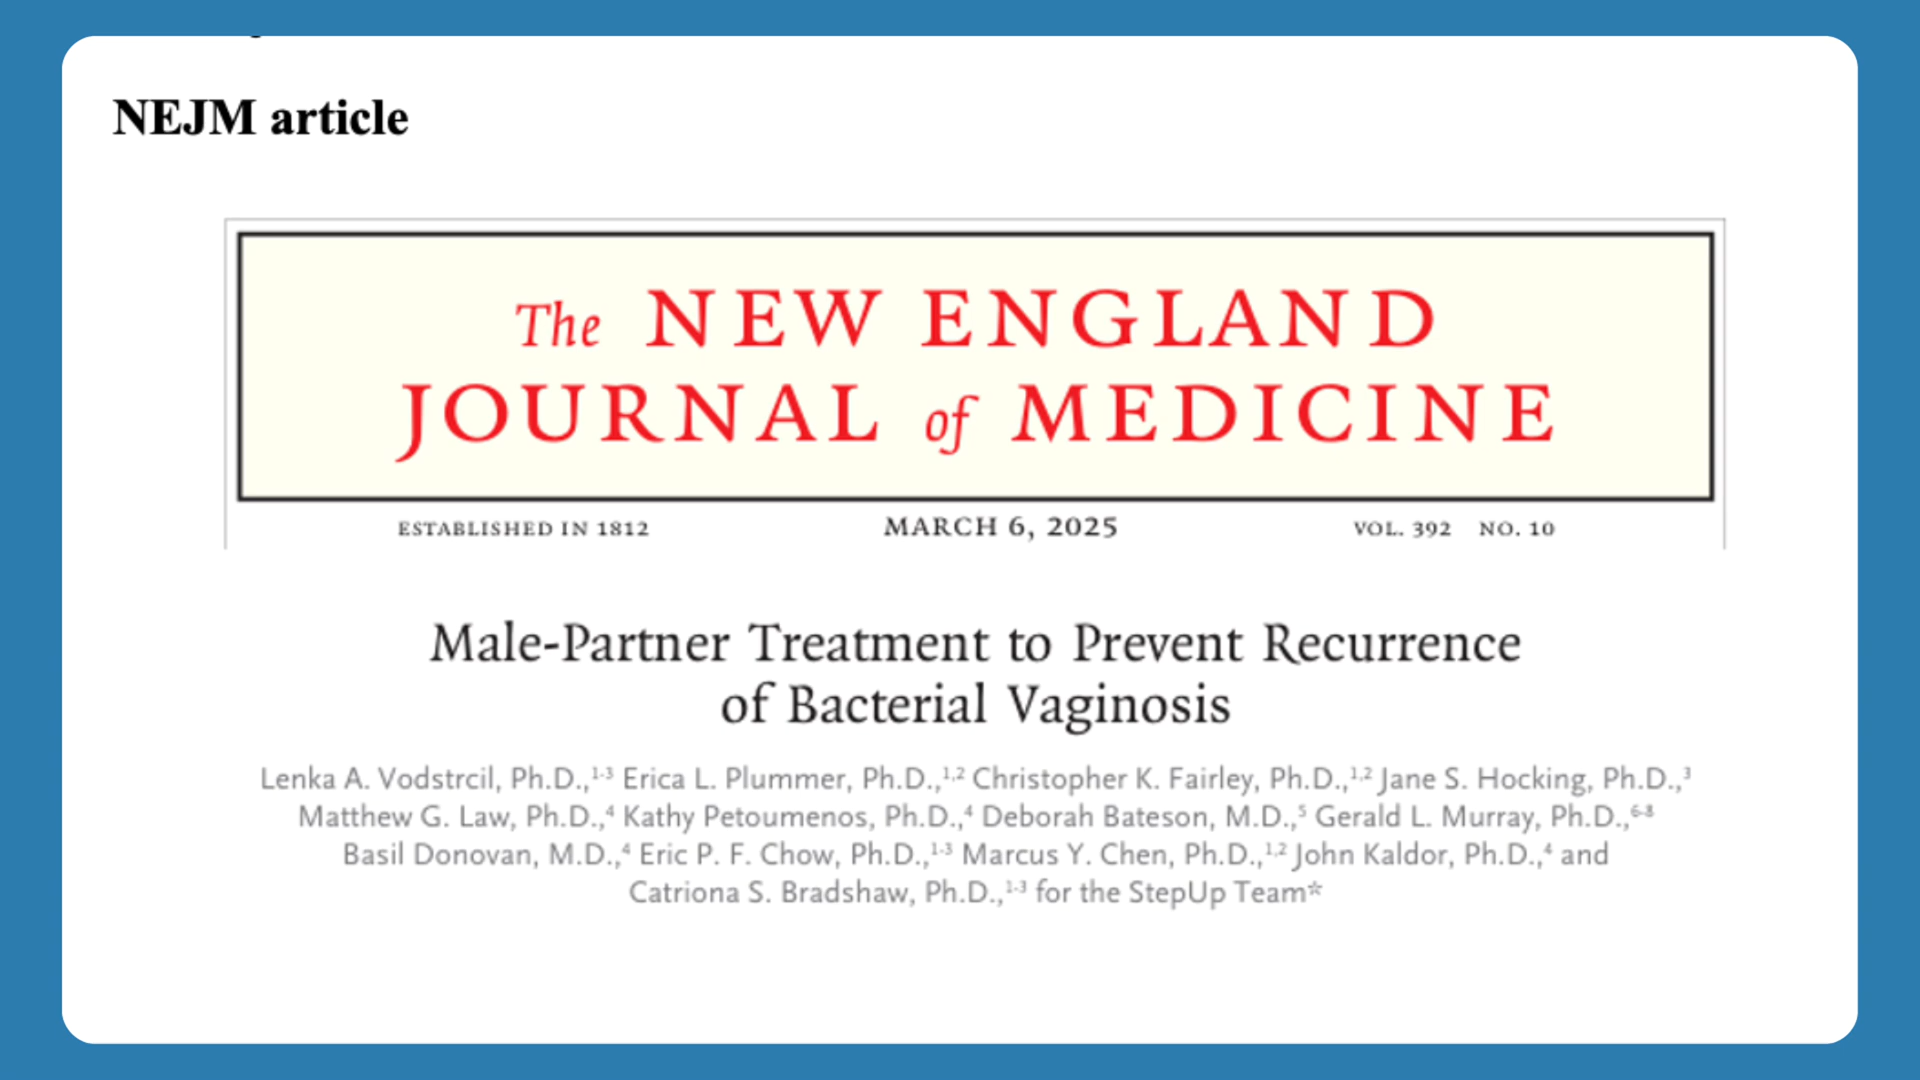 NEJM article
The NEW ENGLAND
JOURNAL of MEDICINE
ESTABLISHED IN 1812 MARCH 6, 2025 VOL. 392 NO. 10
Male-Partner Treatment to Prevent Recurrence
of Bacterial Vaginosis
Lenka A. Vodstrcil, Ph.D.,1-3 Erica L. Plummer, Ph.D.,1,2 Christopher K. Fairley, Ph.D.,1,2 Jane S. Hocking, Ph.D.,3
Matthew G. Law, Ph.D.,4 Kathy Petoumenos, Ph.D.,4 Deborah Bateson, M.D.,5 Gerald L. Murray, Ph.D.,6-8
Basil Donovan, M.D.,4 Eric P. F. Chow, Ph.D.,1-3 Marcus Y. Chen, Ph.D.,1,2 John Kaldor, Ph.D.,4 and
Catriona S. Bradshaw, Ph.D.,1-3 for the StepUp Team*